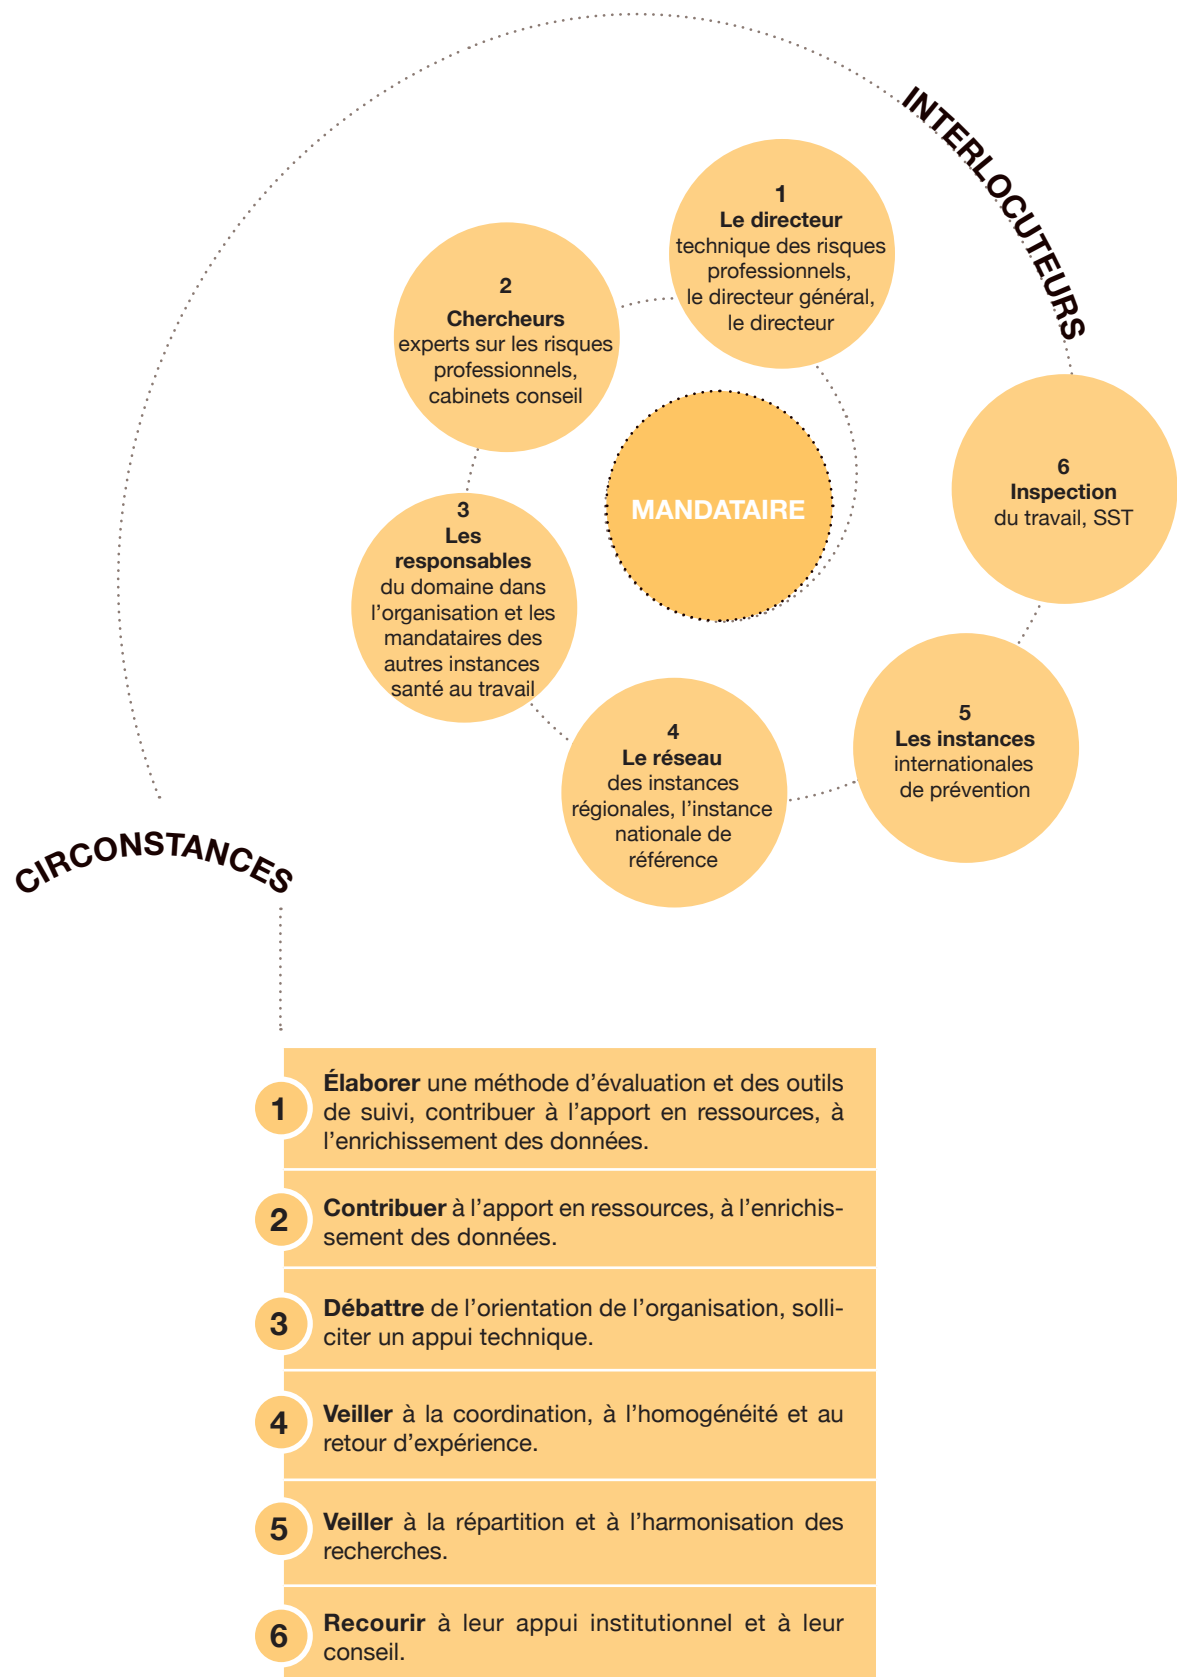 INTERLOCUTEURS
1
Le directeur
technique des risques
professionnels,
le directeur général,
le directeur
2
Chercheurs
experts sur les risques
professionnels,
cabinets conseil
3
Les
responsables
du domaine dans
l’organisation et les
mandataires des
autres instances
santé au travail
4
Le réseau
des instances
régionales, l’instance
nationale de
référence
5
Les instances
internationales
de prévention
6
Inspection
du travail, SST
MANDATAIRE
CIRCONSTANCES
1
Élaborer une méthode d’évaluation et des outils
de suivi, contribuer à l’apport en ressources, à
l’enrichissement des données.
2
Contribuer à l’apport en ressources, à l’enrichis-
sement des données.
3
Débattre de l’orientation de l’organisation, solli-
citer un appui technique.
4
Veiller à la coordination, à l’homogénéité et au
retour d’expérience.
5
Veiller à la répartition et à l’harmonisation des
recherches.
6
Recourir à leur appui institutionnel et à leur
conseil.